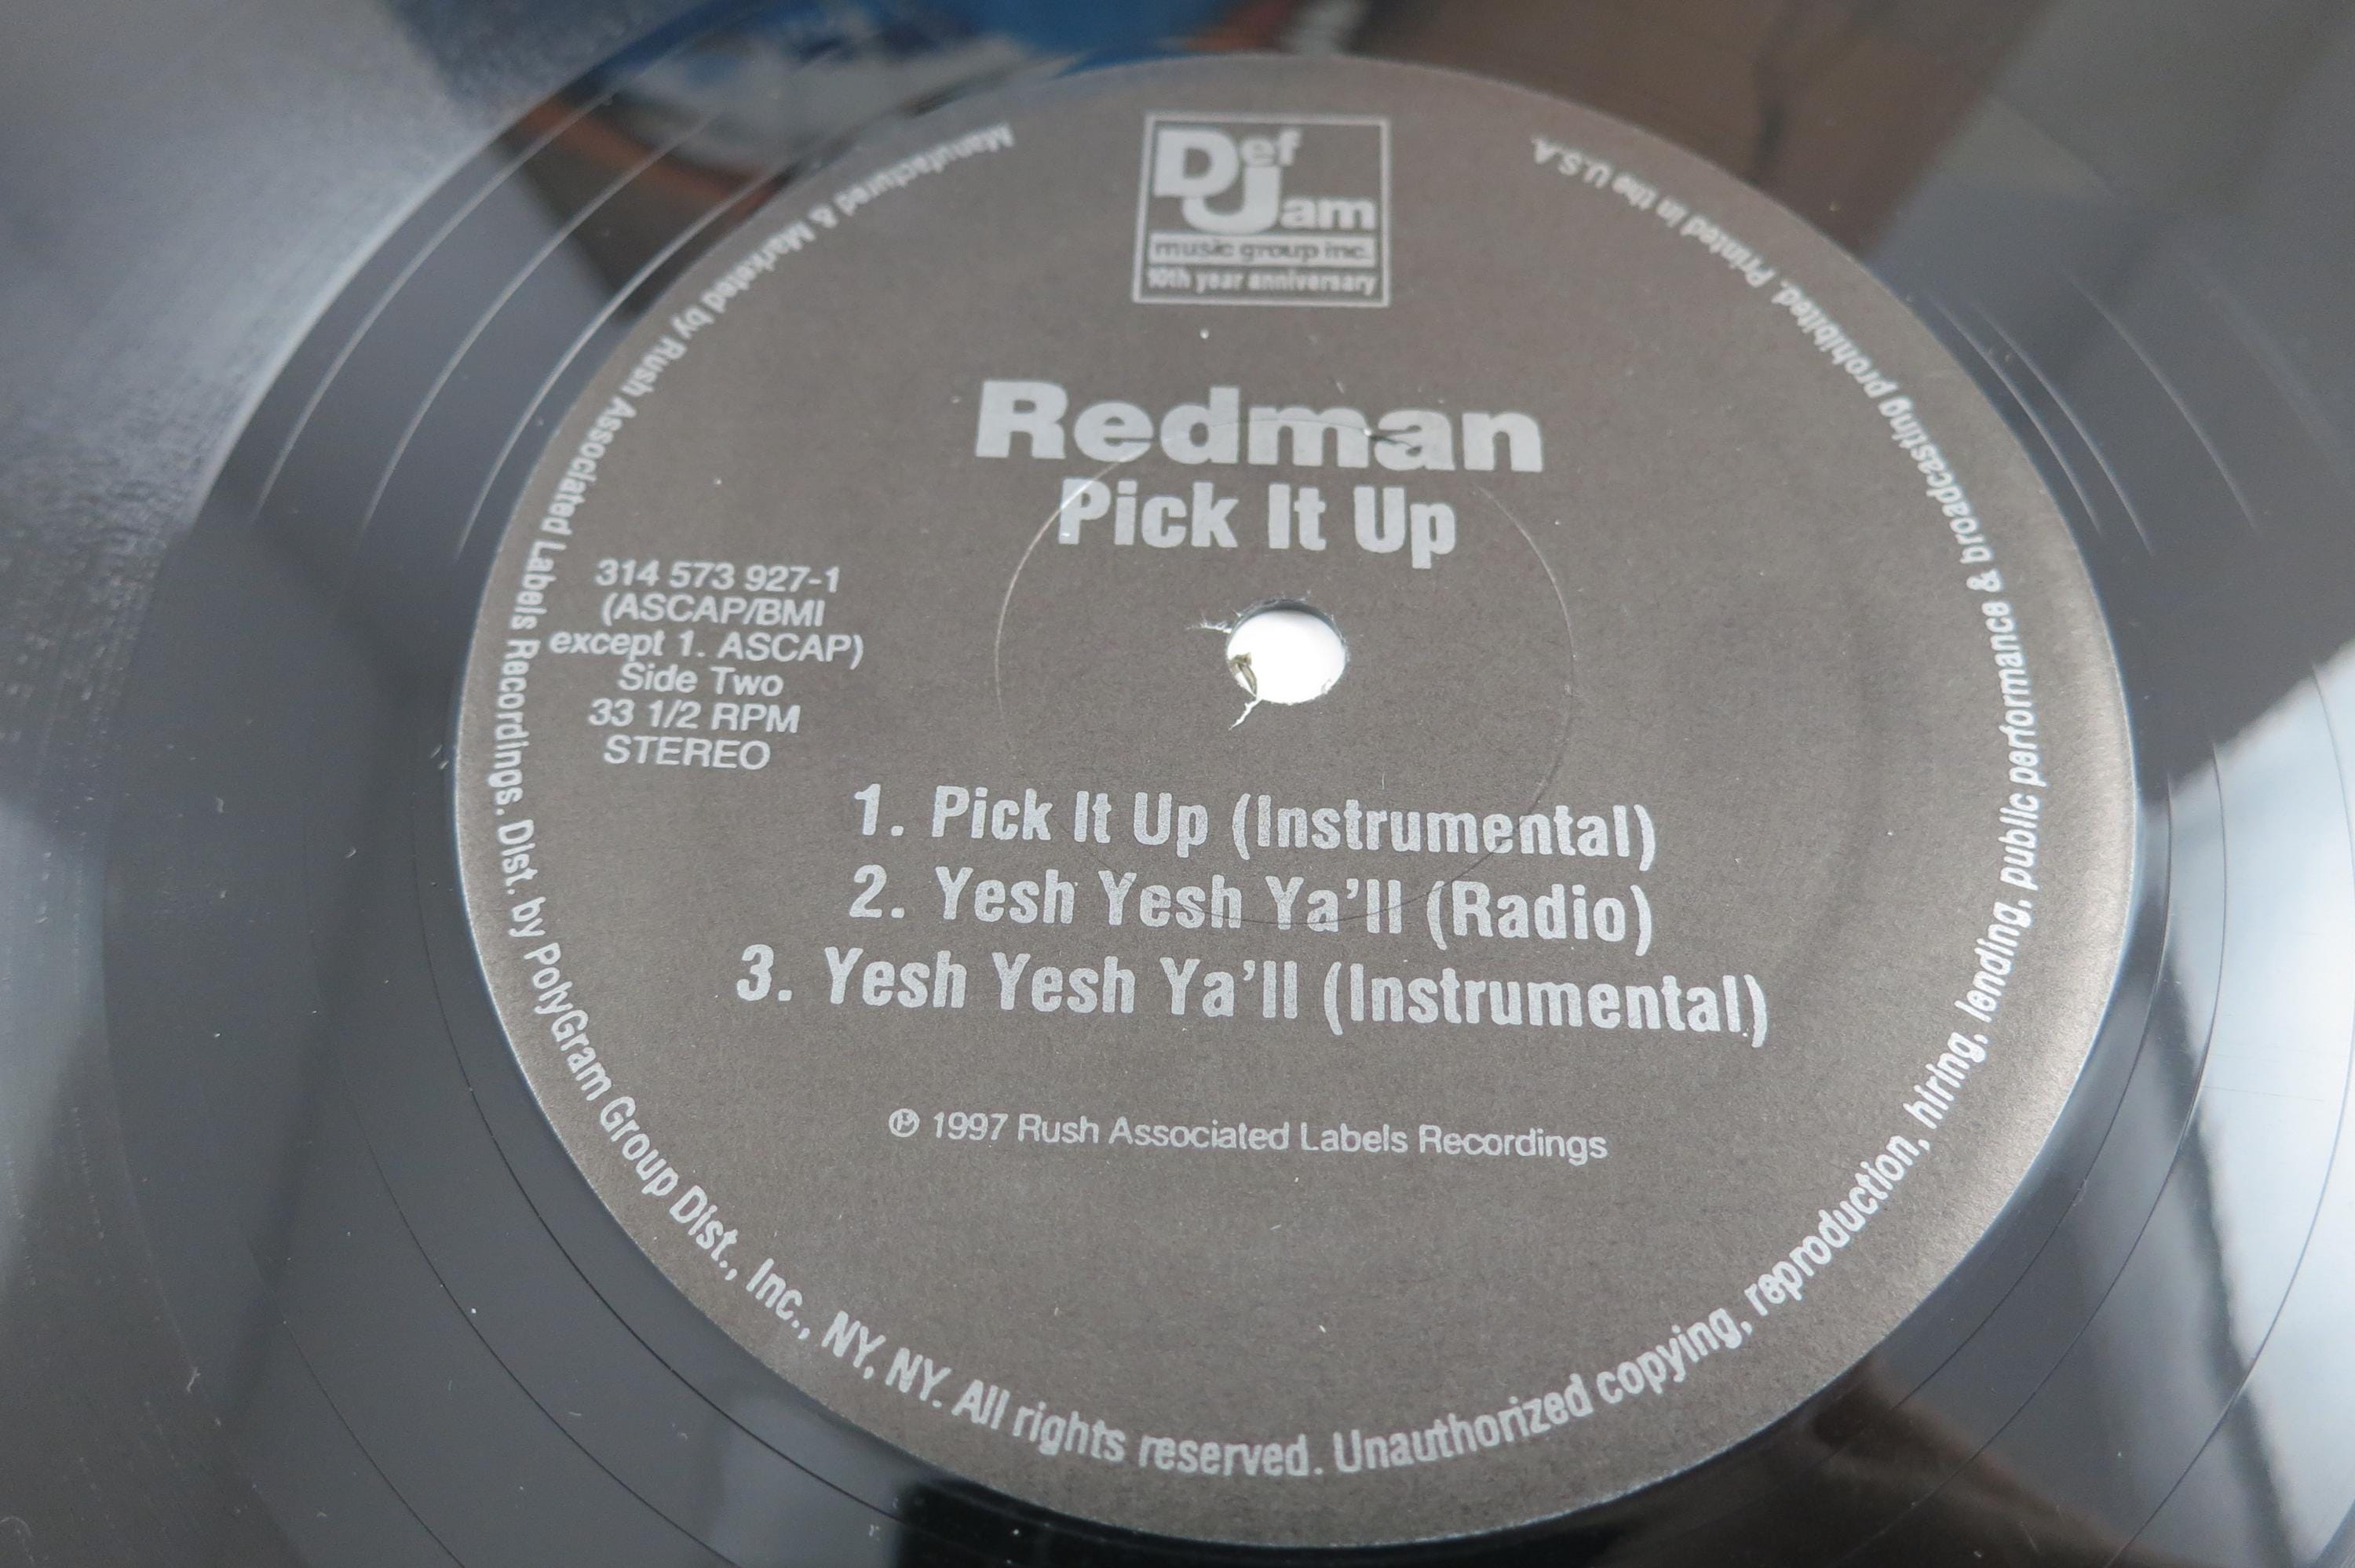 Def
Jam
music group inc.
10th year anniversary
Redman
Pick It Up
314 573 927-1
(ASCAP/BMI
except 1. ASCAP)
Side Two
33 1/2 RPM
STEREO
1. Pick It Up (Instrumental)
2. Yesh Yesh Ya'll (Radio)
3. Yesh Yesh Ya'll (Instrumental)
℗ 1997 Rush Associated Labels Recordings
Manufactured & Marketed by Rush Associated Labels Recordings. Dist. by PolyGram Group Dist., Inc., NY, NY. All rights reserved. Unauthorized copying, reproduction, hiring, lending, public performance & broadcasting prohibited. Printed in the U.S.A.